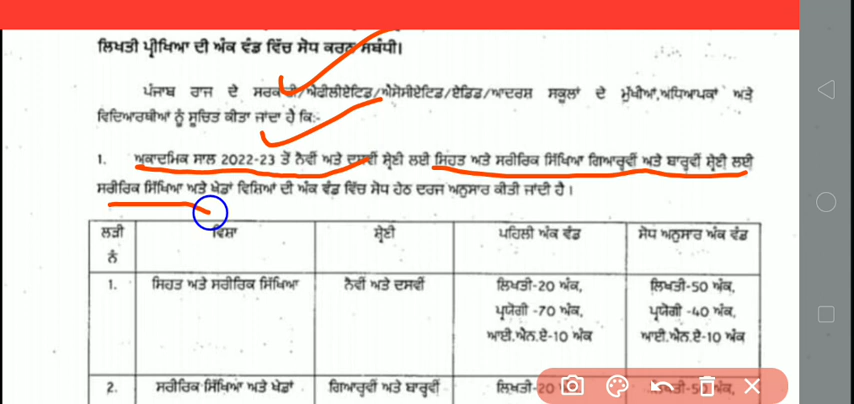 ਲਿਖਤੀ ਪ੍ਰੀਖਿਆ ਦੀ ਅੰਕ ਵੰਡ ਵਿੱਚ ਸੋਧ ਕਰਨ ਸਬੰਧੀ।
ਪੰਜਾਬ ਰਾਜ ਦੇ ਸਰਕਾਰੀ/ਐਫੀਲੀਏਟਿਡ/ਐਸੋਸੀਏਟਿਡ/ਏਡਿਡ/ਆਦਰਸ਼ ਸਕੂਲਾਂ ਦੇ ਮੁੱਖੀਆਂ,ਅਧਿਆਪਕਾਂ ਅਤੇ
ਵਿਦਿਆਰਥੀਆਂ ਨੂੰ ਸੂਚਿਤ ਕੀਤਾ ਜਾਂਦਾ ਹੈ ਕਿ:-
1. ਅਕਾਦਮਿਕ ਸਾਲ 2022-23 ਤੋਂ ਨੌਵੀਂ ਅਤੇ ਦਸਵੀਂ ਸ਼੍ਰੇਣੀ ਲਈ ਸਿਹਤ ਅਤੇ ਸਰੀਰਿਕ ਸਿੱਖਿਆ ਗਿਆਰ੍ਹਵੀਂ ਅਤੇ ਬਾਰ੍ਹਵੀਂ ਸ਼੍ਰੇਣੀ ਲਈ
ਸਰੀਰਿਕ ਸਿੱਖਿਆ ਅਤੇ ਖੇਡਾਂ ਵਿਸ਼ਿਆਂ ਦੀ ਅੰਕ ਵੰਡ ਵਿੱਚ ਸੋਧ ਹੇਠ ਦਰਜ ਅਨੁਸਾਰ ਕੀਤੀ ਜਾਂਦੀ ਹੈ।
ਲੜੀ ਨੰ ਵਿਸ਼ਾ ਸ਼੍ਰੇਣੀ ਪਹਿਲੀ ਅੰਕ ਵੰਡ ਸੋਧ ਅਨੁਸਾਰ ਅੰਕ ਵੰਡ
1. ਸਿਹਤ ਅਤੇ ਸਰੀਰਿਕ ਸਿੱਖਿਆ ਨੌਵੀਂ ਅਤੇ ਦਸਵੀਂ ਲਿਖਤੀ-20 ਅੰਕ, ਲਿਖਤੀ-50 ਅੰਕ,
ਪ੍ਰਯੋਗੀ -70 ਅੰਕ, ਪ੍ਰਯੋਗੀ -40 ਅੰਕ,
ਆਈ.ਐਨ.ਏ-10 ਅੰਕ ਆਈ.ਐਨ.ਏ-10 ਅੰਕ
2. ਸਰੀਰਿਕ ਸਿੱਖਿਆ ਅਤੇ ਖੇਡਾਂ ਗਿਆਰ੍ਹਵੀਂ ਅਤੇ ਬਾਰ੍ਹਵੀਂ ਲਿਖਤੀ-20